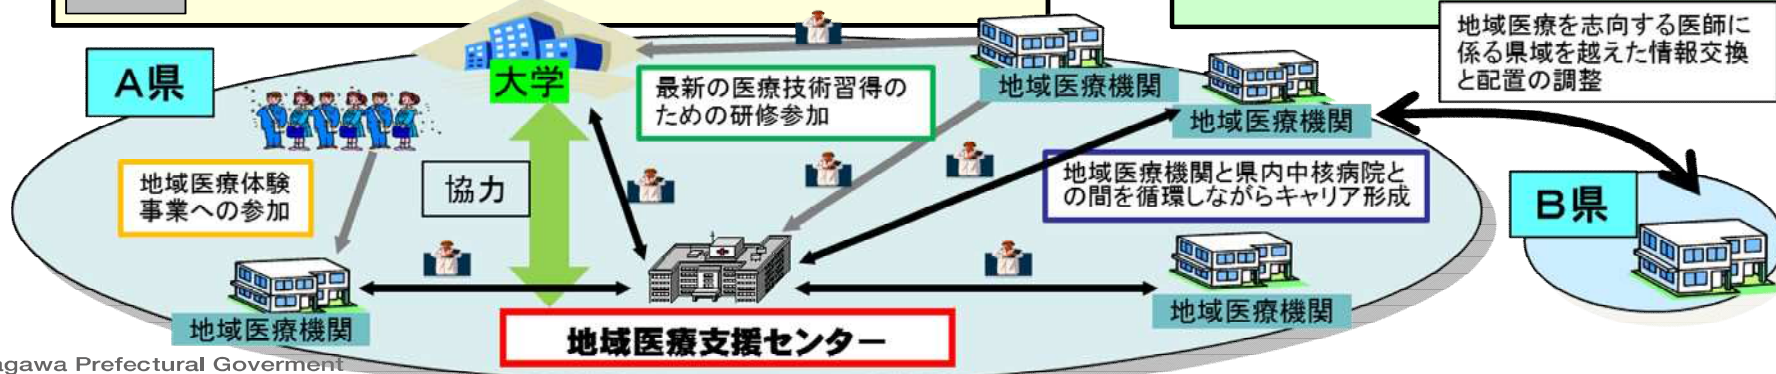 地域医療を志向する医師に
係る県域を越えた情報交換
と配置の調整
A県
大学
最新の医療技術習得の
ための研修参加
地域医療機関
地域医療機関
地域医療体験
事業への参加
協力
地域医療機関と県内中核病院と
の間を循環しながらキャリア形成
B県
地域医療機関
地域医療支援センター
地域医療機関
agawa Prefectural Goverment